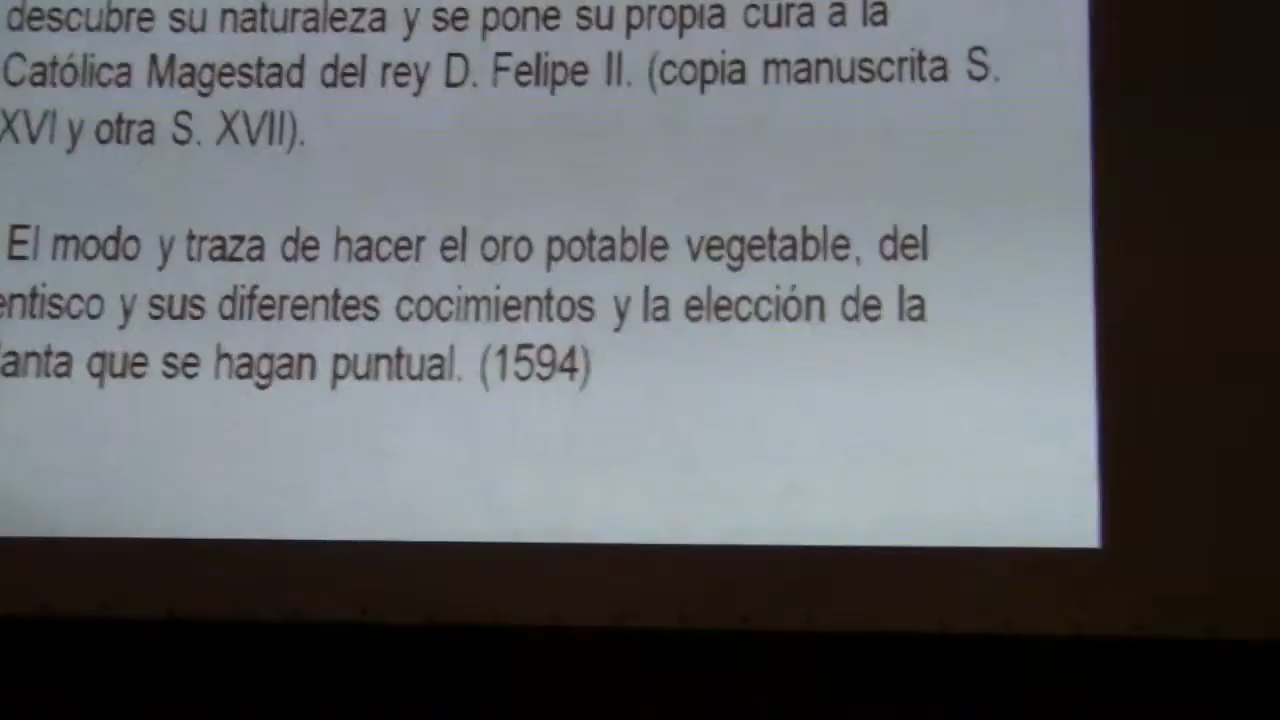 descubre su naturaleza y se pone su propia cura a la
Católica Magestad del rey D. Felipe II. (copia manuscrita S.
XVI y otra S. XVII).
El modo y traza de hacer el oro potable vegetable, del
entisco y sus diferentes cocimientos y la elección de la
lanta que se hagan puntual. (1594)